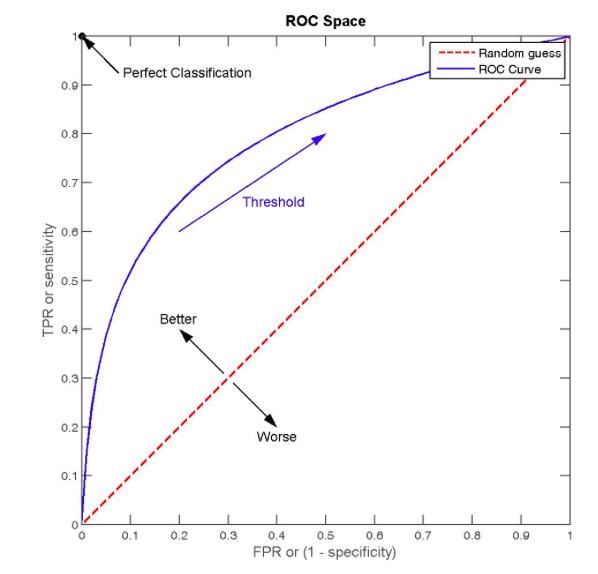 ROC Space
1
Perfect Classification
Random guess
ROC Curve
0.9
0.8
0.7
Threshold
0.6
TPR or sensitivity
0.5
0.4
Better
0.3
0.2
Worse
0.1
0
0 0.1 0.2 0.3 0.4 0.5 0.6 0.7 0.8 0.9 1
FPR or (1 - specificity)